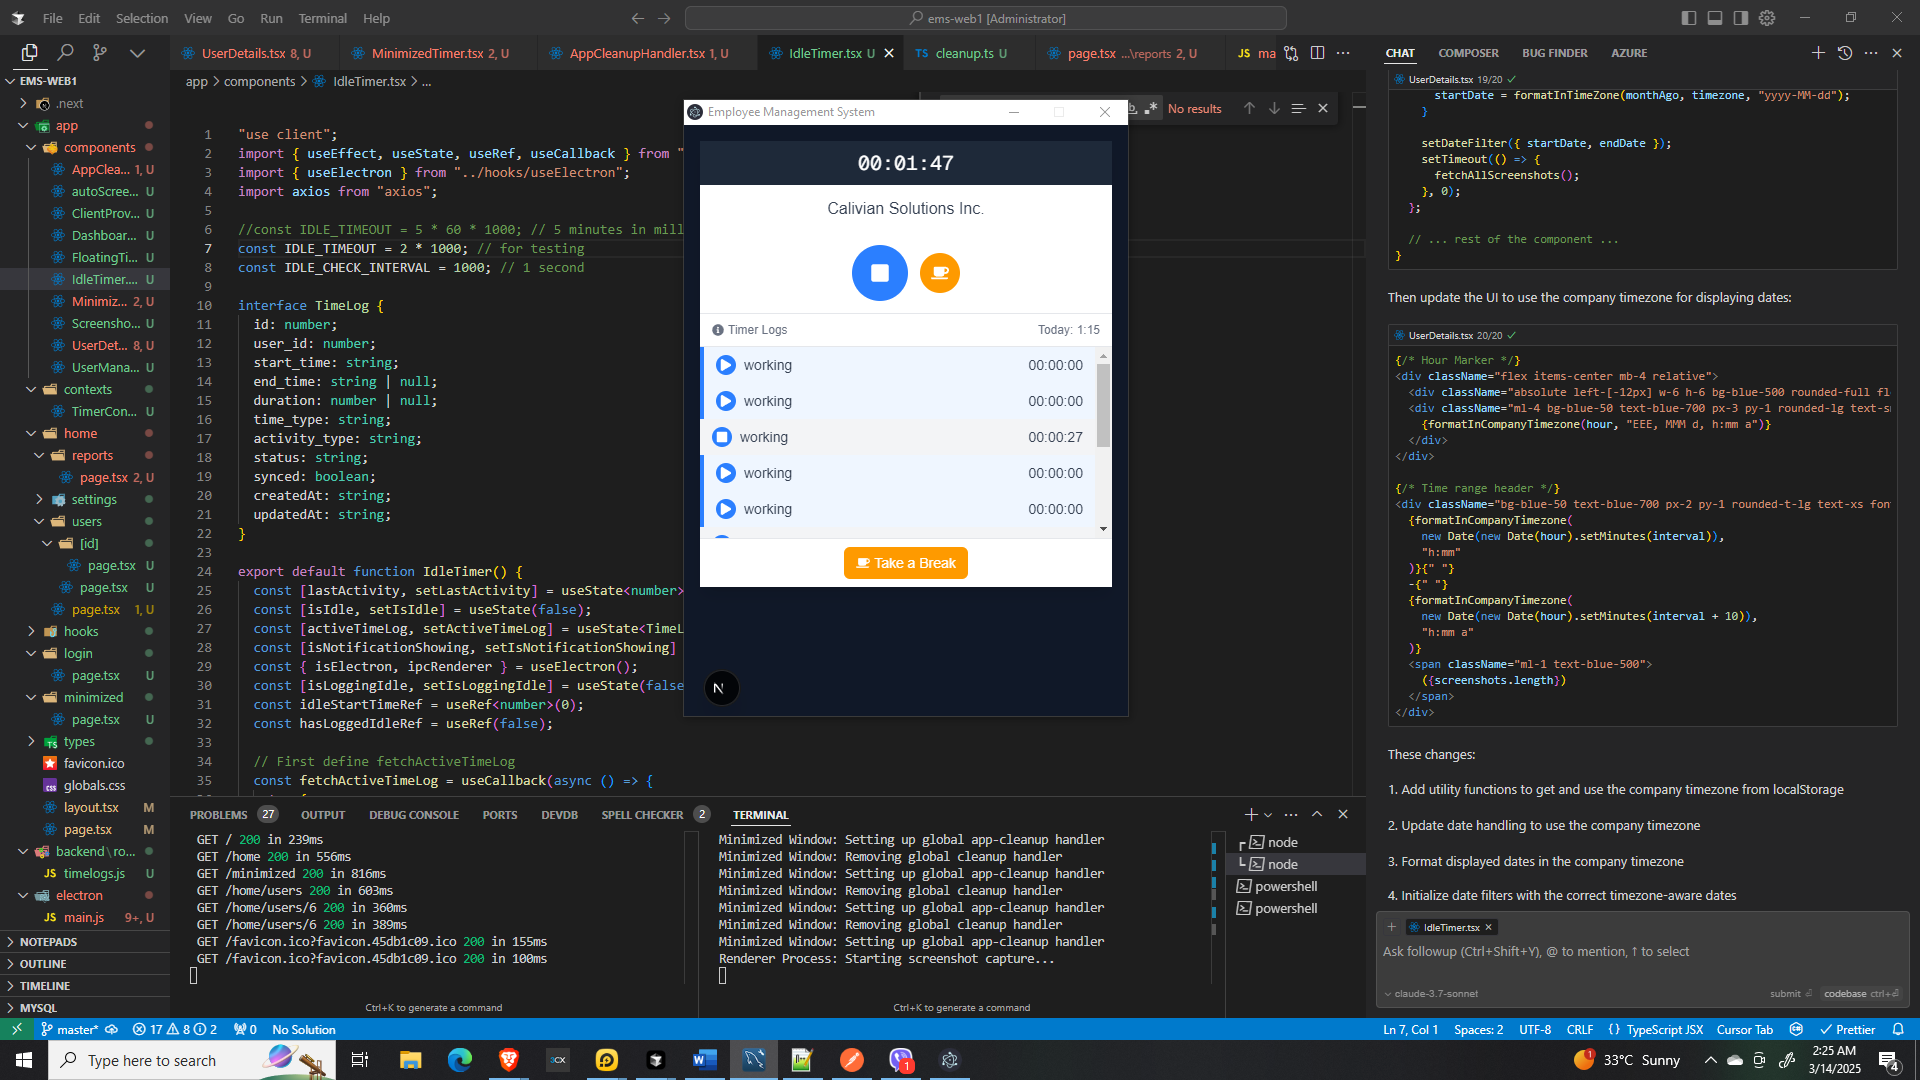 File Edit Selection View Go Run Terminal Help
ems-web1 [Administrator]
UserDetails.tsx 8, U
MinimizedTimer.tsx 2, U
AppCleanupHandler.tsx 1, U
IdleTimer.tsx U
TS cleanup.ts U
page.tsx ...\reports 2, U
JS ma
app > components > IdleTimer.tsx > ...
EMS-WEB1
.next
app
components
AppClea... 1, U
autoScree... U
ClientProv... U
Dashboar... U
FloatingTi... U
IdleTimer.... U
Minimiz... 2, U
Screensho... U
UserDet... 8, U
UserMana... U
contexts
TimerCon... U
home
reports
page.tsx 2, U
settings
users
[id]
page.tsx U
page.tsx U
page.tsx 1, U
hooks
login
page.tsx U
minimized
page.tsx U
types
favicon.ico
globals.css
layout.tsx M
page.tsx M
backend\ro...
JS timelogs.js U
electron
JS main.js 9+, U
NOTEPADS
OUTLINE
TIMELINE
MYSQL
1 "use client";
2 import { useEffect, useState, useRef, useCallback } from "
3 import { useElectron } from "../hooks/useElectron";
4 import axios from "axios";
5
6 //const IDLE_TIMEOUT = 5 * 60 * 1000; // 5 minutes in mill
7 const IDLE_TIMEOUT = 2 * 1000; // for testing
8 const IDLE_CHECK_INTERVAL = 1000; // 1 second
9
10 interface TimeLog {
11 id: number;
12 user_id: number;
13 start_time: string;
14 end_time: string | null;
15 duration: number | null;
16 time_type: string;
17 activity_type: string;
18 status: string;
19 synced: boolean;
20 createdAt: string;
21 updatedAt: string;
22 }
23
24 export default function IdleTimer() {
25 const [lastActivity, setLastActivity] = useState<number>
26 const [isIdle, setIsIdle] = useState(false);
27 const [activeTimeLog, setActiveTimeLog] = useState<TimeL
28 const [isNotificationShowing, setIsNotificationShowing]
29 const { isElectron, ipcRenderer } = useElectron();
30 const [isLoggingIdle, setIsLoggingIdle] = useState(false
31 const idleStartTimeRef = useRef<number>(0);
32 const hasLoggedIdleRef = useRef(false);
33
34 // First define fetchActiveTimeLog
35 const fetchActiveTimeLog = useCallback(async () => {
No results
Employee Management System
00:01:47
Calivian Solutions Inc.
Timer Logs Today: 1:15
working 00:00:00
working 00:00:00
working 00:00:27
working 00:00:00
working 00:00:00
Take a Break
N
PROBLEMS 27 OUTPUT DEBUG CONSOLE PORTS DEVDB SPELL CHECKER 2 TERMINAL
GET / 200 in 239ms
GET /home 200 in 556ms
GET /minimized 200 in 816ms
GET /home/users 200 in 603ms
GET /home/users/6 200 in 360ms
GET /home/users/6 200 in 389ms
GET /favicon.ico?favicon.45db1c09.ico 200 in 155ms
GET /favicon.ico?favicon.45db1c09.ico 200 in 100ms
Ctrl+K to generate a command
Minimized Window: Setting up global app-cleanup handler
Minimized Window: Removing global cleanup handler
Minimized Window: Setting up global app-cleanup handler
Minimized Window: Removing global cleanup handler
Minimized Window: Setting up global app-cleanup handler
Minimized Window: Removing global cleanup handler
Minimized Window: Setting up global app-cleanup handler
Renderer Process: Starting screenshot capture...
Ctrl+K to generate a command
node
node
powershell
powershell
CHAT COMPOSER BUG FINDER AZURE
UserDetails.tsx 19/20 ✓
startDate = formatInTimeZone(monthAgo, timezone, "yyyy-MM-dd");
}
setDateFilter({ startDate, endDate });
setTimeout(() => {
fetchAllScreenshots();
}, 0);
};
// ... rest of the component ...
}
Then update the UI to use the company timezone for displaying dates:
UserDetails.tsx 20/20 ✓
{/* Hour Marker */}
<div className="flex items-center mb-4 relative">
<div className="absolute left-[-12px] w-6 h-6 bg-blue-500 rounded-full fl
<div className="ml-4 bg-blue-50 text-blue-700 px-3 py-1 rounded-lg text-s
{formatInCompanyTimezone(hour, "EEE, MMM d, h:mm a")}
</div>
</div>
{/* Time range header */}
<div className="bg-blue-50 text-blue-700 px-2 py-1 rounded-t-lg text-xs fon
{formatInCompanyTimezone(
new Date(new Date(hour).setMinutes(interval)),
"h:mm"
)}{" "}
-{" "}
{formatInCompanyTimezone(
new Date(new Date(hour).setMinutes(interval + 10)),
"h:mm a"
)}
<span className="ml-1 text-blue-500">
({screenshots.length})
</span>
</div>
These changes:
1. Add utility functions to get and use the company timezone from localStorage
2. Update date handling to use the company timezone
3. Format displayed dates in the company timezone
4. Initialize date filters with the correct timezone-aware dates
IdleTimer.tsx
Ask followup (Ctrl+Shift+Y), @ to mention, ↑ to select
claude-3.7-sonnet submit codebase ctrl+
master* 17 8 2 0 No Solution
Ln 7, Col 1 Spaces: 2 UTF-8 CRLF {} TypeScript JSX Cursor Tab Prettier
Type here to search
33°C Sunny
2:25 AM
3/14/2025